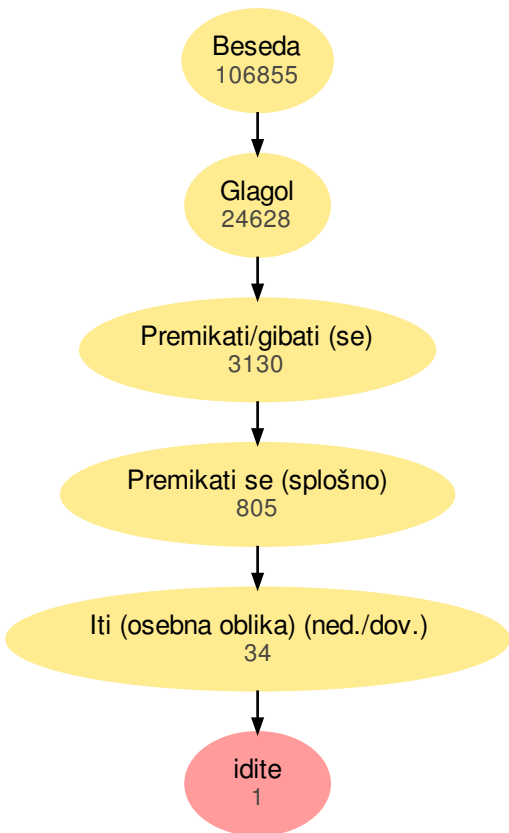 Beseda
106855
Glagol
24628
Premikati/gibati (se)
3130
Premikati se (splošno)
805
Iti (osebna oblika) (ned./dov.)
34
idite
1